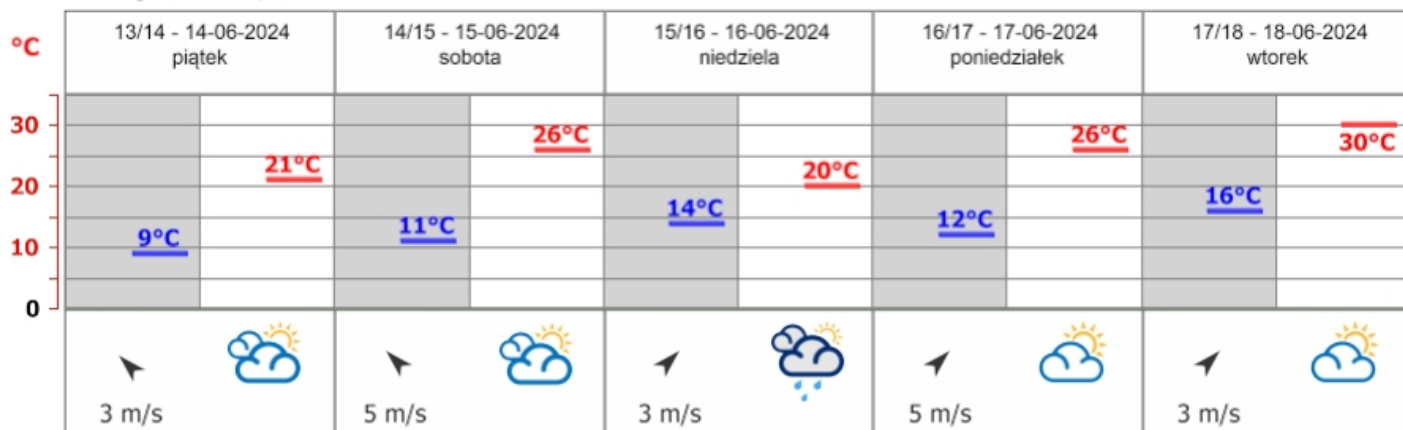 °C
13/14 - 14-06-2024
piątek
14/15 - 15-06-2024
sobota
15/16 - 16-06-2024
niedziela
16/17 - 17-06-2024
poniedziałek
17/18 - 18-06-2024
wtorek
30
20
10
0
9°C
21°C
11°C
26°C
14°C
20°C
12°C
26°C
16°C
30°C
3 m/s
5 m/s
3 m/s
5 m/s
3 m/s